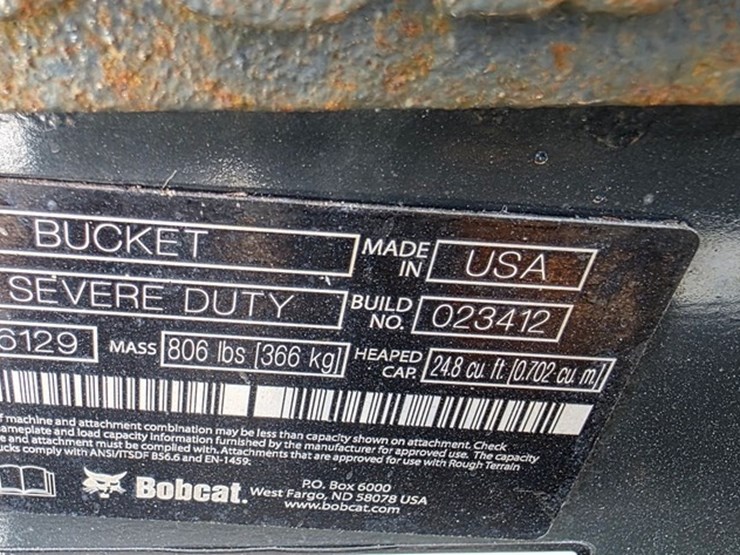 BUCKET
MADE IN
USA
SEVERE DUTY
BUILD NO.
023412
6129
MASS
806 lbs [366 kg]
HEAPED CAP.
24.8 cu. ft. [0.702 cu. m]
machine and attachment combination may be less than capacity shown on attachment. Check
and load capacity information furnished by the manufacturer for approved use. The capacity
and attachment must be complied with. Attachments that are approved for use with Rough Terrain
comply with ANSI/ITSDF B56.6 and EN-1459.
Bobcat.
P.O. Box 6000
West Fargo, ND 58078 USA
www.bobcat.com